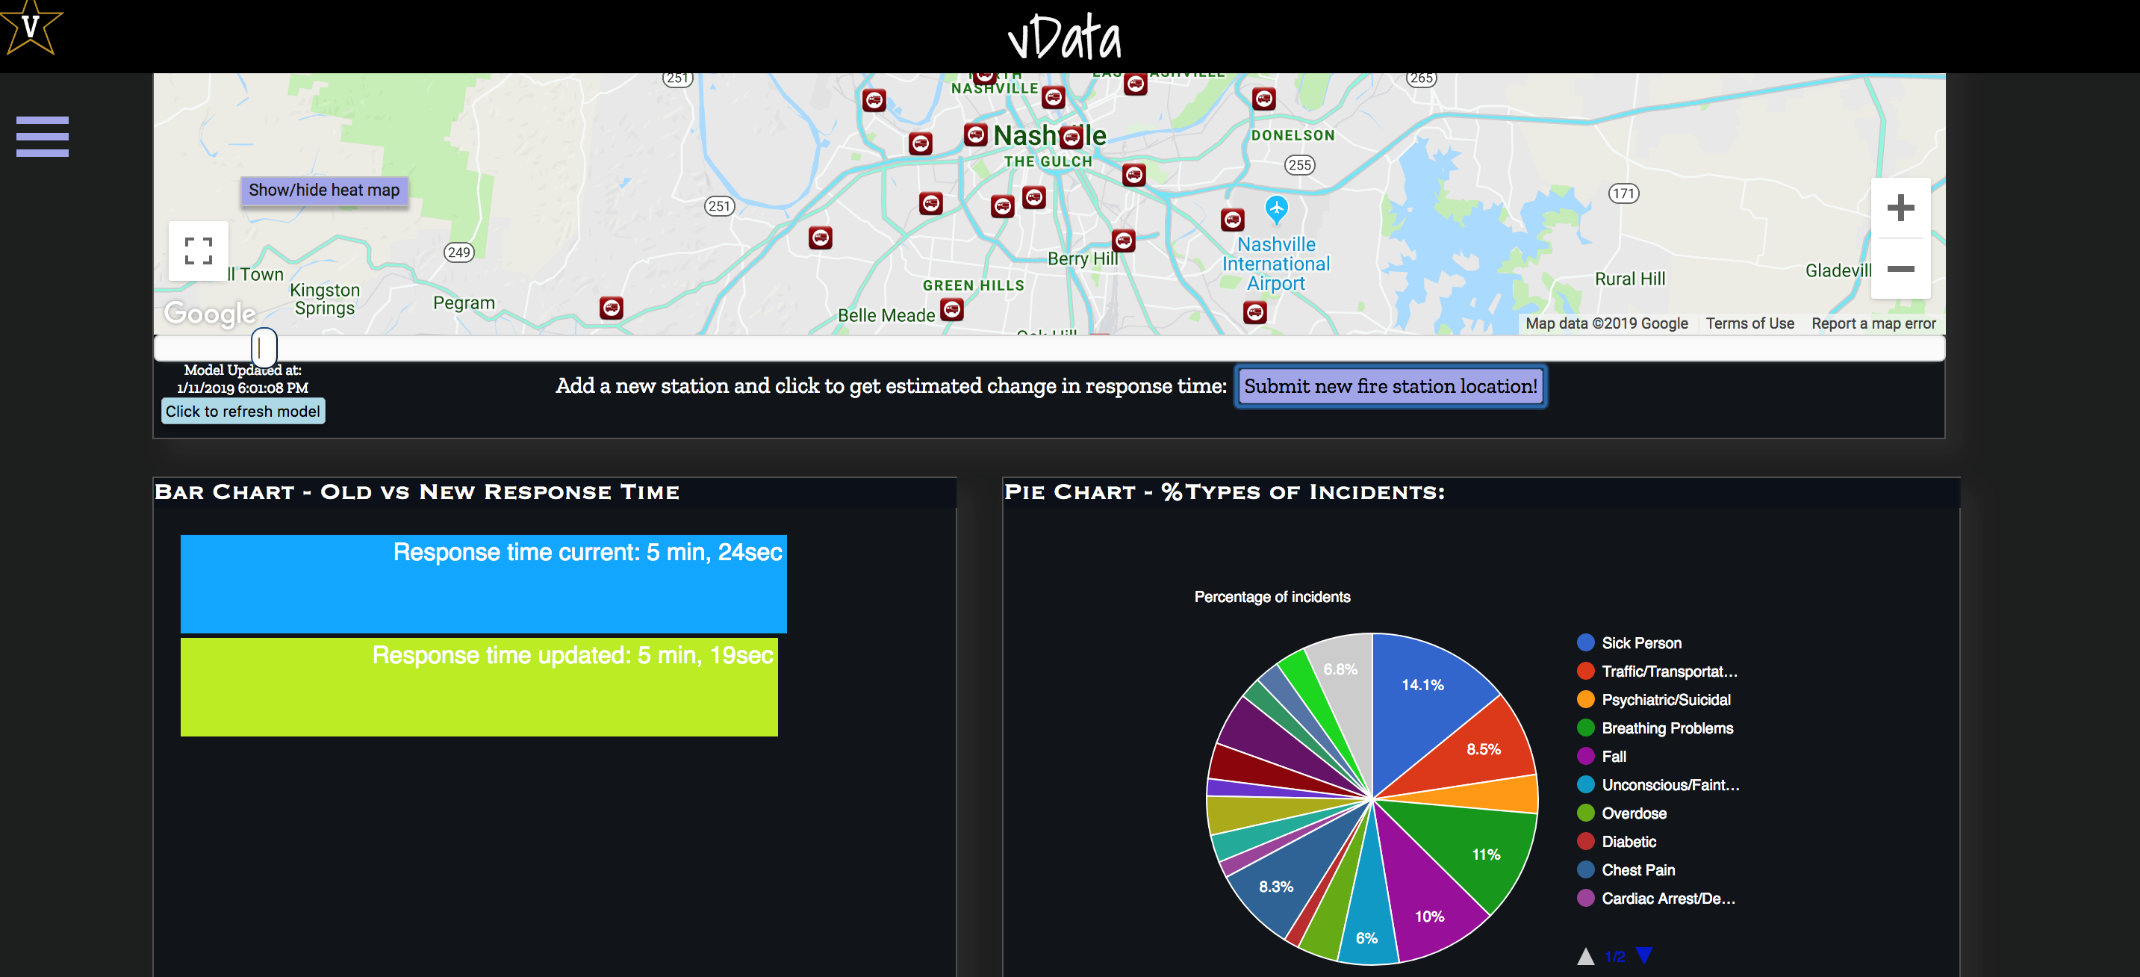 V
vData
251
265
NORTH
NASHVILLE
EAST NASHVILLE
Nashville
THE GULCH
DONELSON
255
171
Show/hide heat map
251
249
Nashville
International
Airport
Berry Hill
ll Town
Kingston
Springs
Pegram
GREEN HILLS
Rural Hill
Gladevill
Belle Meade
Google
Oak Hill
Map data ©2019 Google
Terms of Use
Report a map error
Model Updated at:
1/11/2019 6:01:08 PM
Click to refresh model
Add a new station and click to get estimated change in response time:
Submit new fire station location!
Bar Chart - Old vs New Response Time
Response time current: 5 min, 24sec
Response time updated: 5 min, 19sec
Pie Chart - %Types of Incidents:
Percentage of incidents
6.8%
14.1%
8.5%
11%
10%
6%
8.3%
Sick Person
Traffic/Transportat...
Psychiatric/Suicidal
Breathing Problems
Fall
Unconscious/Faint...
Overdose
Diabetic
Chest Pain
Cardiac Arrest/De...
1/2